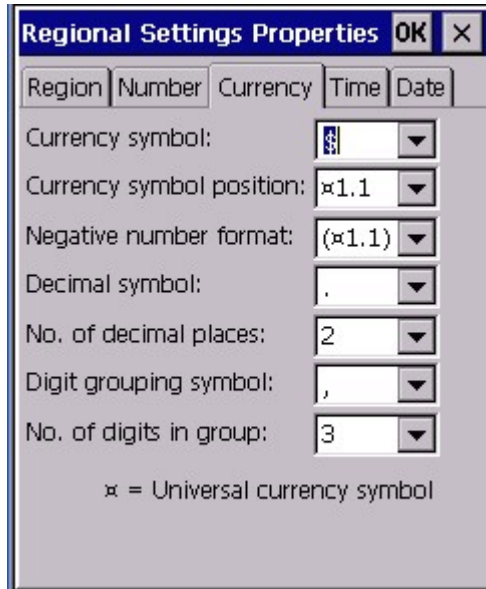 Regional Settings Properties OK ×
Region Number Currency Time Date
Currency symbol: $
Currency symbol position: ¤1.1
Negative number format: (¤1.1)
Decimal symbol: .
No. of decimal places: 2
Digit grouping symbol: ,
No. of digits in group: 3
¤ = Universal currency symbol